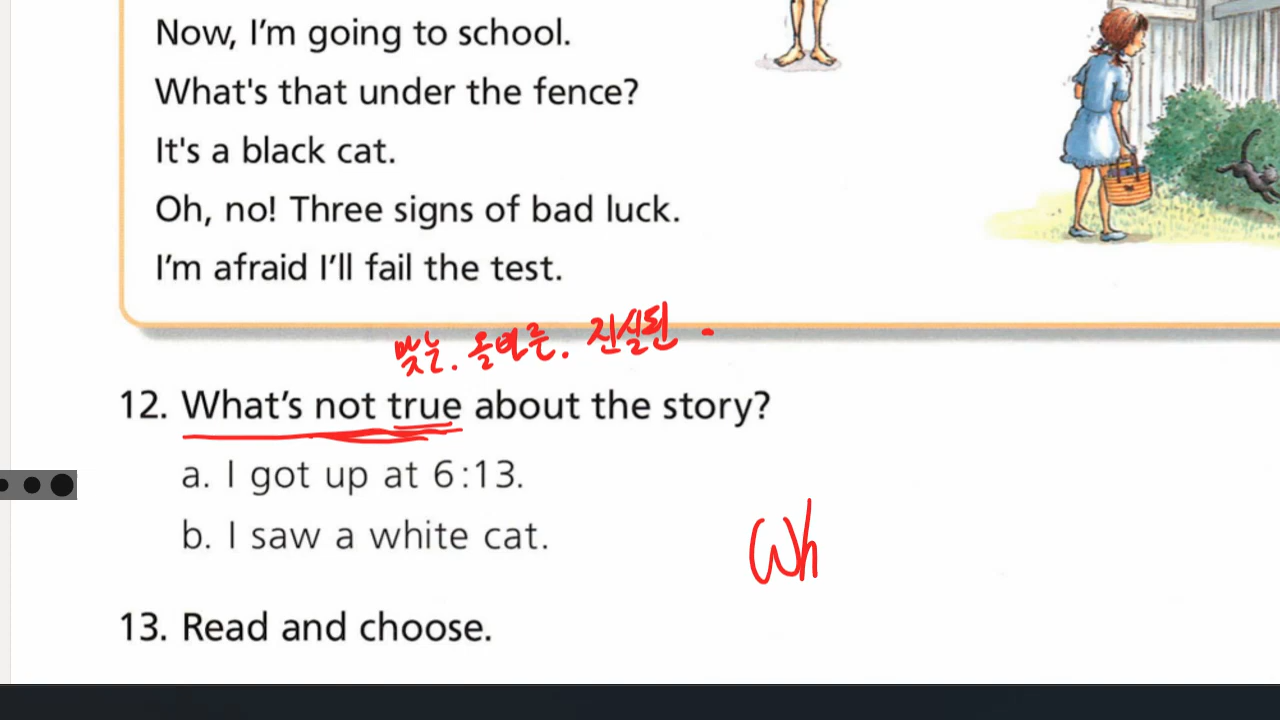 Now, I'm going to school.
What's that under the fence?
It's a black cat.
Oh, no! Three signs of bad luck.
I'm afraid I'll fail the test.
맞는. 올바른. 진실된
12. What's not true about the story?
a. I got up at 6:13.
b. I saw a white cat.
Wh
13. Read and choose.